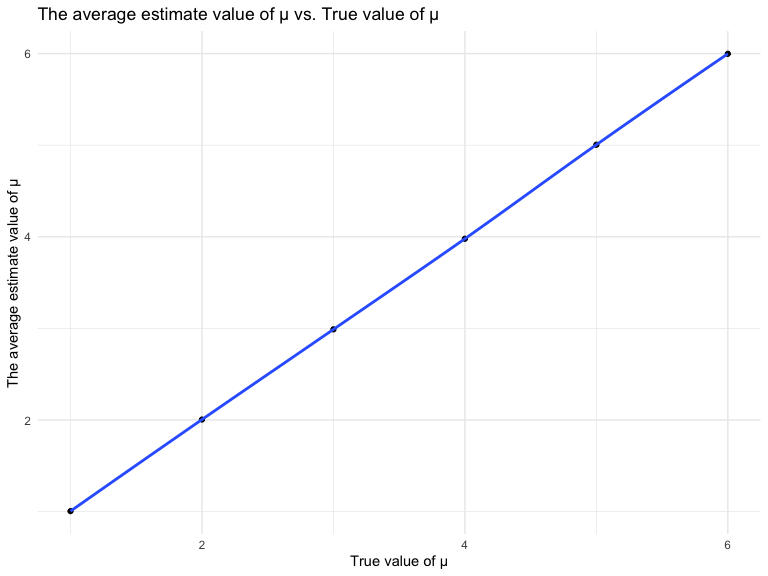 The average estimate value of μ vs. True value of μ
6
4
2
The average estimate value of μ
2
4
6
True value of μ